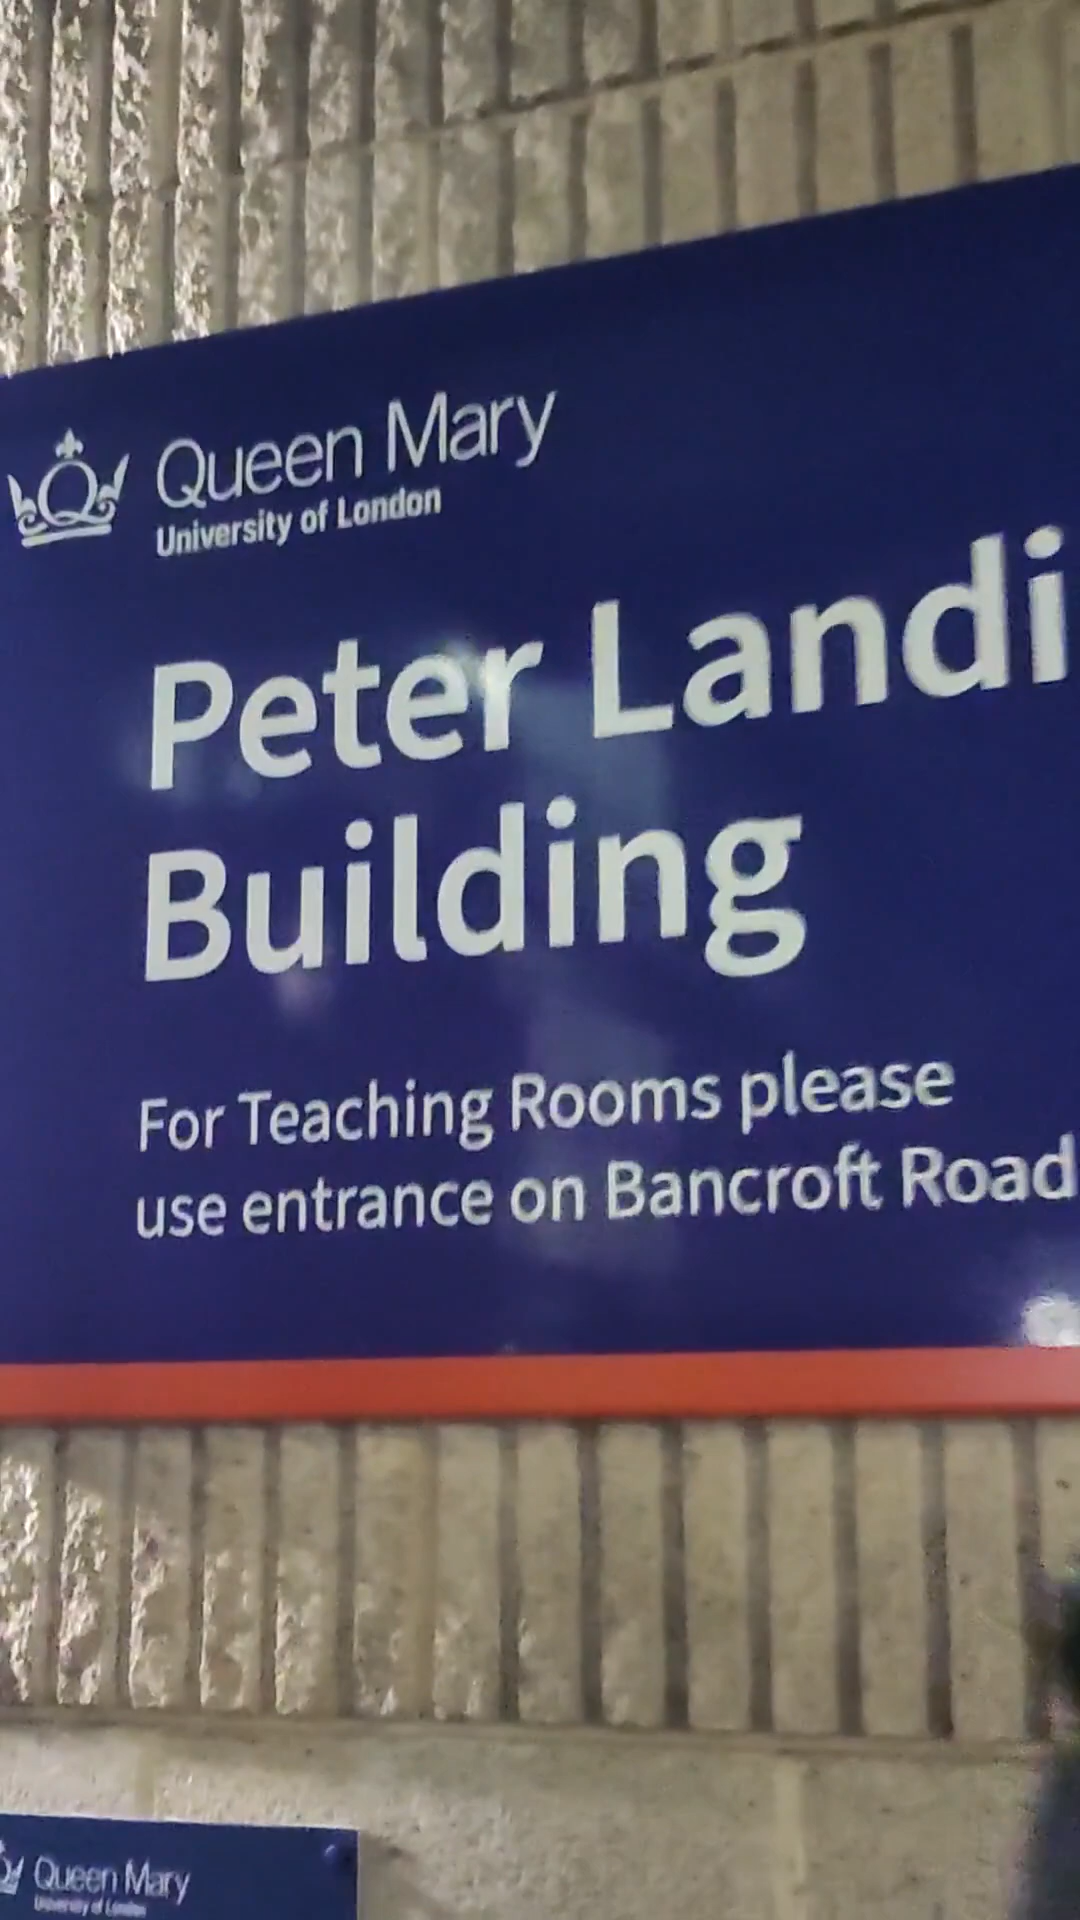 Queen Mary
University of London
Peter Landi
Building
For Teaching Rooms please
use entrance on Bancroft Road
Queen Mary
University of London